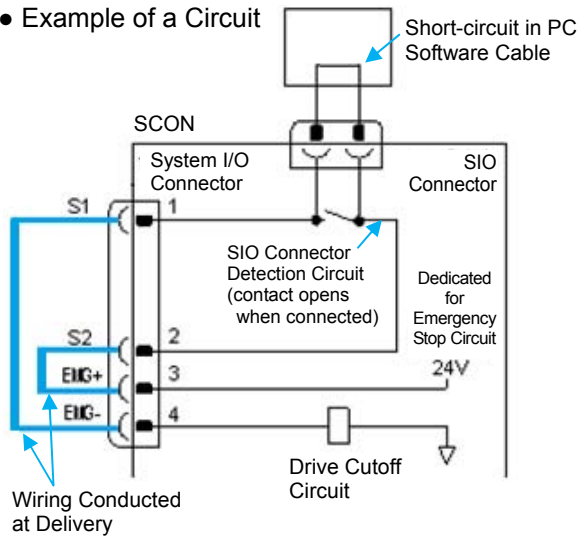 ● Example of a Circuit
Short-circuit in PC
Software Cable
SCON
System I/O
Connector
SIO
Connector
S1
1
SIO Connector
Detection Circuit
(contact opens
when connected)
Dedicated
for
Emergency
Stop Circuit
S2
2
24V
EMG+
3
EMG-
4
Drive Cutoff
Circuit
Wiring Conducted
at Delivery